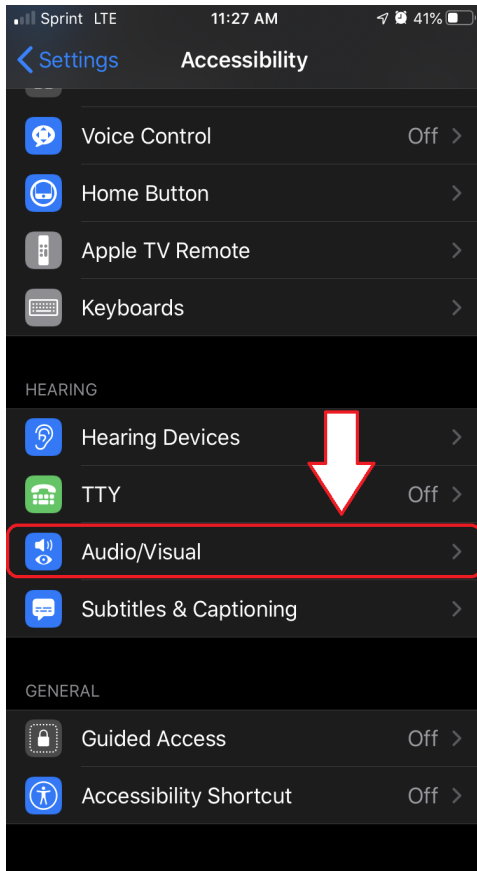 Sprint LTE 11:27 AM 41%
Settings Accessibility
Voice Control Off
Home Button
Apple TV Remote
Keyboards
HEARING
Hearing Devices
TTY Off
Audio/Visual
Subtitles & Captioning
GENERAL
Guided Access Off
Accessibility Shortcut Off